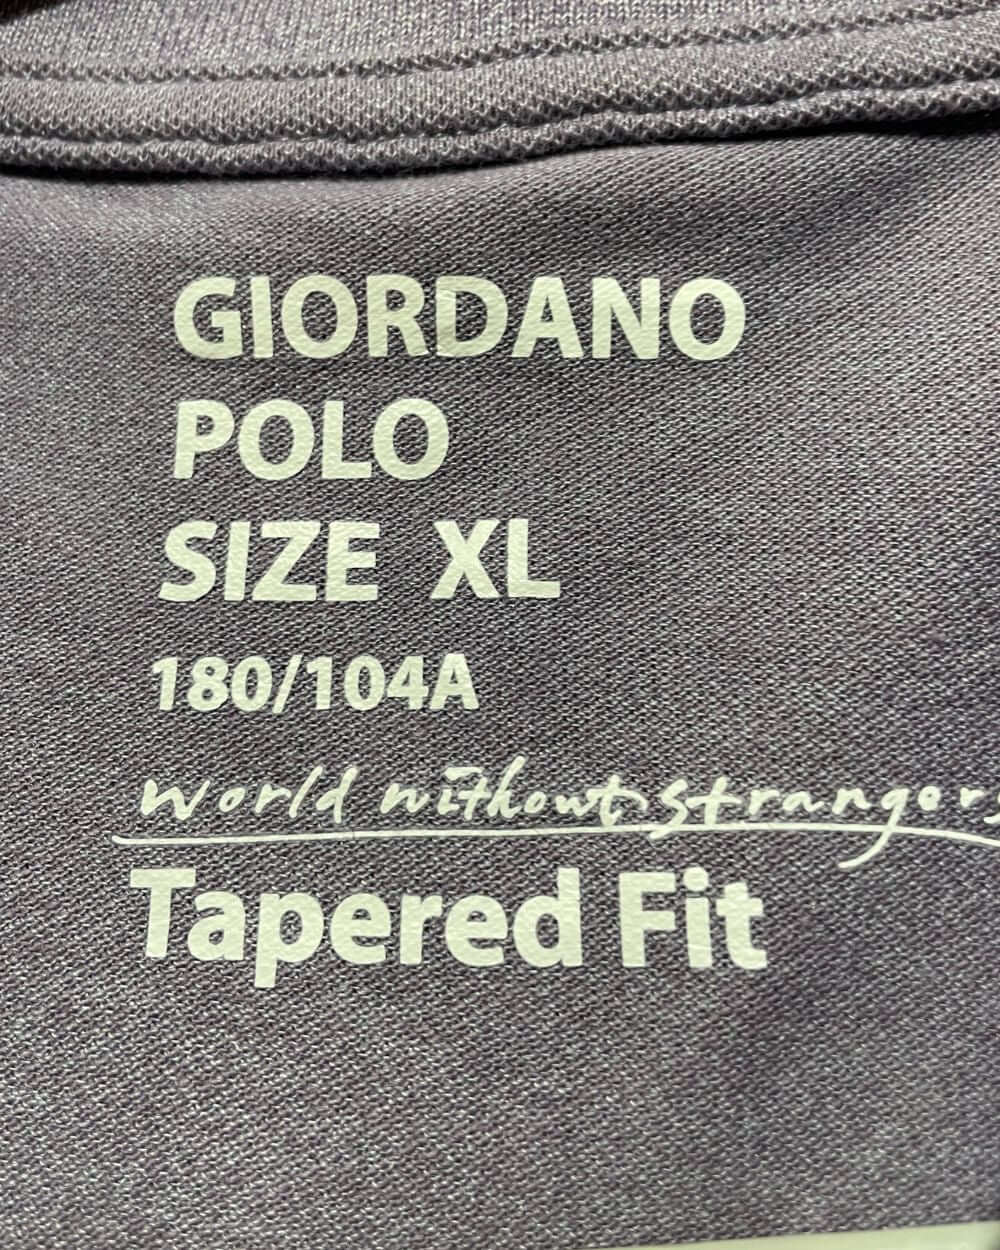 GIORDANO
POLO
SIZE XL
180/104A
World without strangers
Tapered Fit